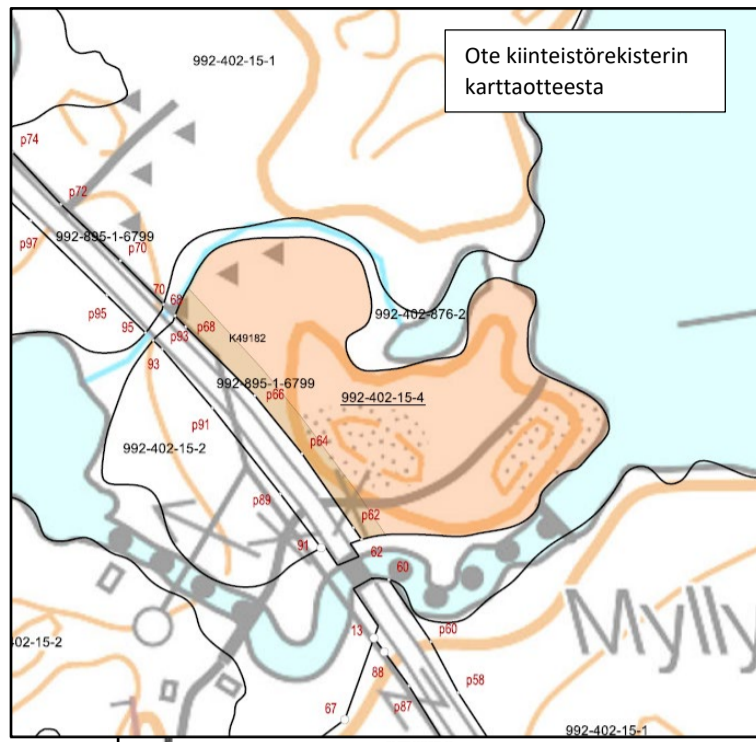 Ote kiinteistörekisterin
karttaotteesta
992-402-15-1
p74
p72
p97
992-895-1-6799
p70
70
68
p95
95
p93
p68
93
K49182
992-402-876-2
992-895-1-6799
p66
992-402-15-4
p91
992-402-15-2
p64
p89
p62
91
62
60
Mylly
13
p60
02-15-2
88
p58
p87
67
992-402-15-1